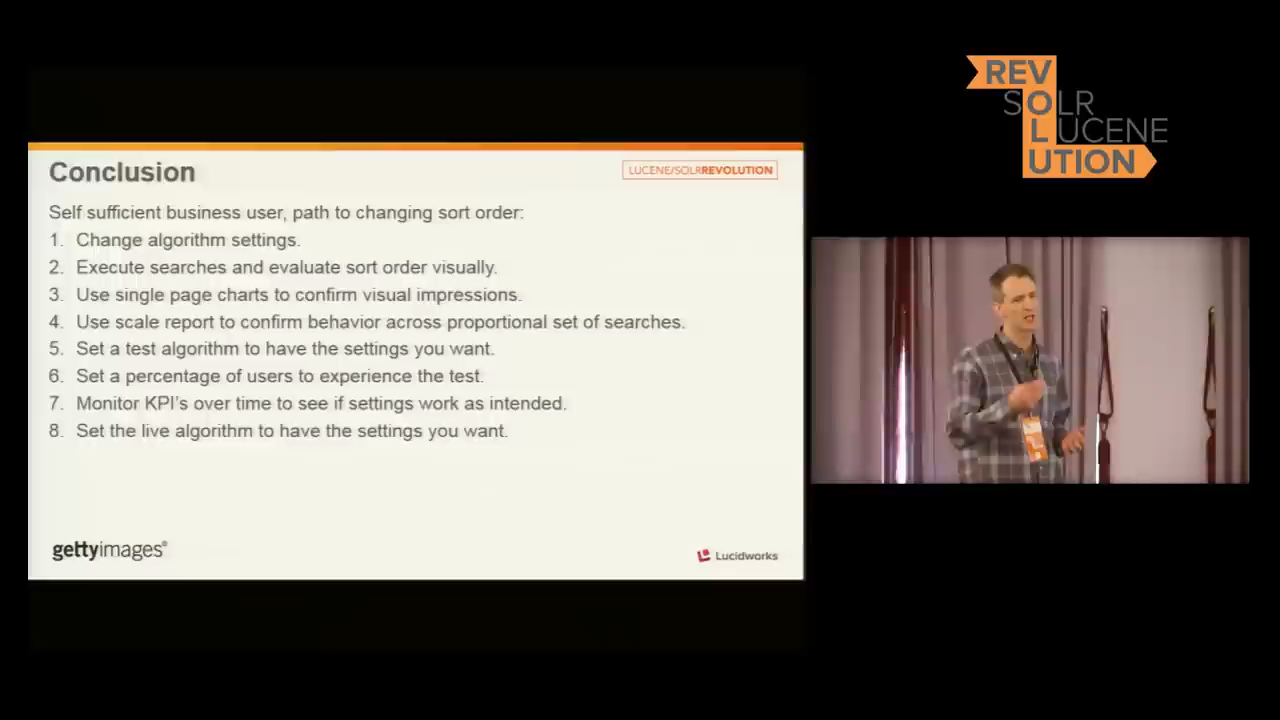 REV
SOLR
LUCENE
UTION
Conclusion
LUCENE/SOLRREVOLUTION
Self sufficient business user, path to changing sort order:
1. Change algorithm settings.
2. Execute searches and evaluate sort order visually.
3. Use single page charts to confirm visual impressions.
4. Use scale report to confirm behavior across proportional set of searches.
5. Set a test algorithm to have the settings you want.
6. Set a percentage of users to experience the test.
7. Monitor KPI's over time to see if settings work as intended.
8. Set the live algorithm to have the settings you want.
gettyimages®
Lucidworks